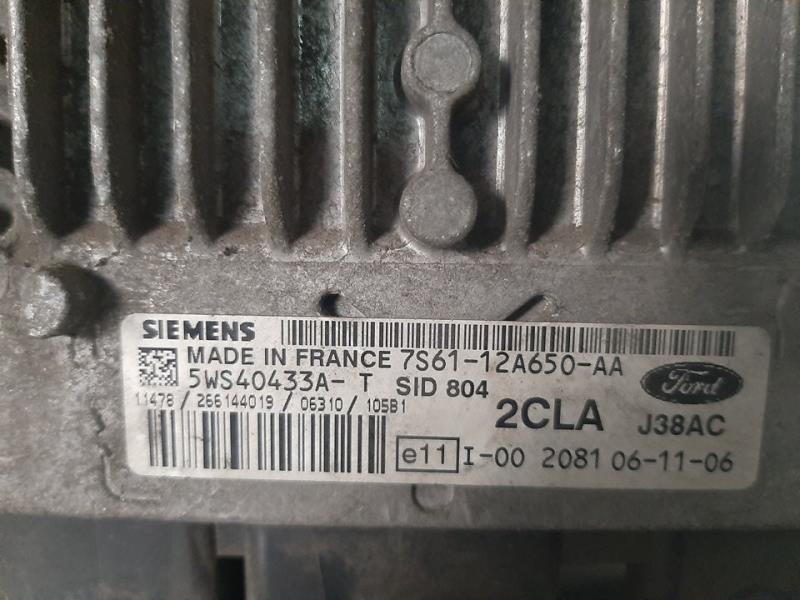 SIEMENS
MADE IN FRANCE 7S61-12A650-AA
5WS40433A-T SID 804
Ford
11478 / 266144019 / 06310 / 10581
2CLA J38AC
e11 I-00 2081 06-11-06